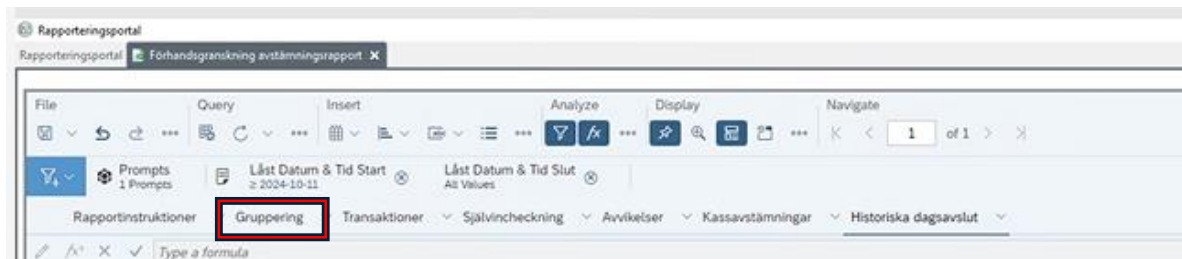 Rapporteringsportal
Rapporteringsportal Förhandsgranskning avstämningsrapport X
File Query Insert Analyze Display Navigate
1 of 1
Prompts Låst Datum & Tid Start Låst Datum & Tid Slut
1 Prompts ≥ 2024-10-11 All Values
Rapportinstruktioner Gruppering Transaktioner Självincheckning Avvikelser Kassavstämningar Historiska dagsavslut
Type a formula